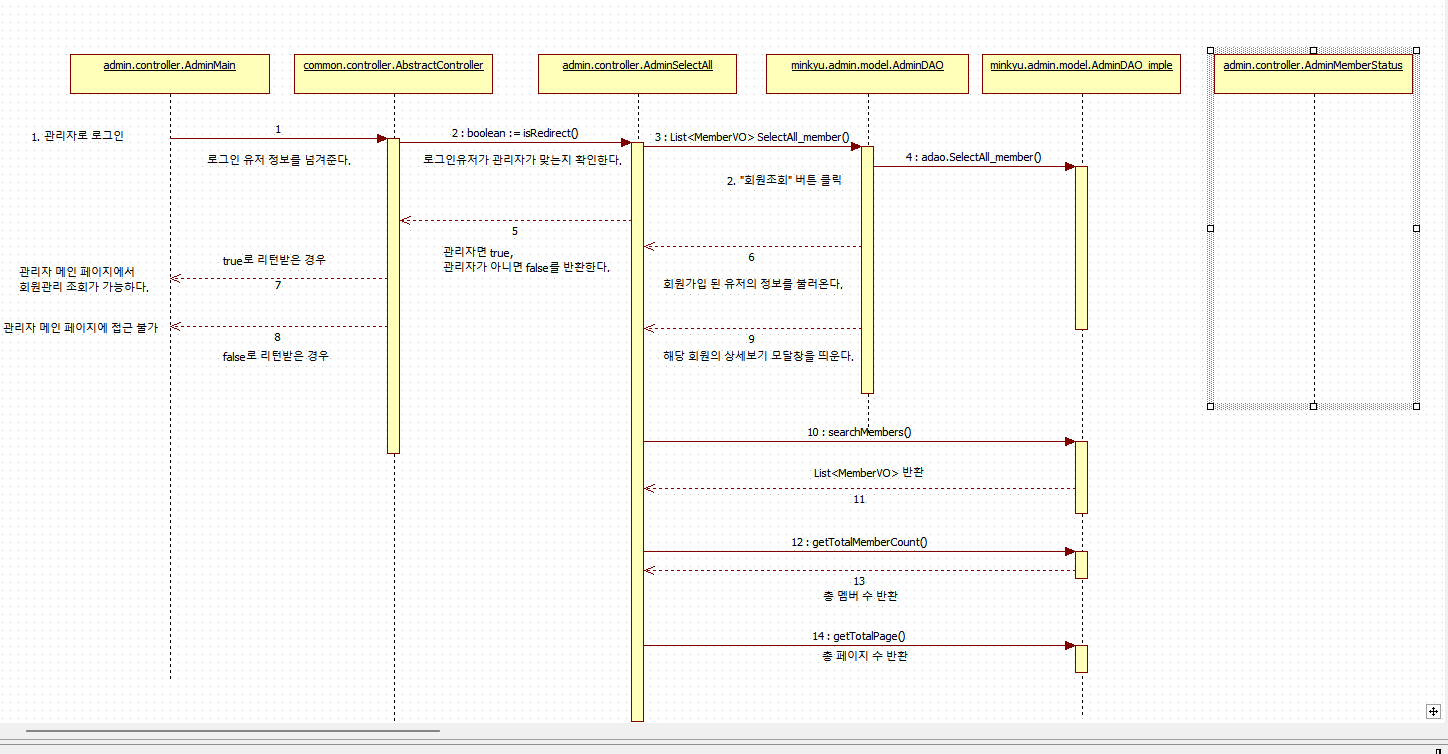 admin.controller.AdminMain
common.controller.AbstractController
admin.controller.AdminSelectAll
minkyu.admin.model.AdminDAO
minkyu.admin.model.AdminDAO_imple
admin.controller.AdminMemberStatus
1. 관리자로 로그인
1
로그인 유저 정보를 넘겨준다.
2 : boolean := isRedirect()
로그인유저가 관리자가 맞는지 확인한다.
3 : List<MemberVO> SelectAll_member()
2. "회원조회" 버튼 클릭
4 : adao.SelectAll_member()
5
관리자면 true,
관리자가 아니면 false를 반환한다.
6
회원가입 된 유저의 정보를 불러온다.
true로 리턴받은 경우
7
관리자 메인 페이지에서
회원관리 조회가 가능하다.
관리자 메인 페이지에 접근 불가
8
false로 리턴받은 경우
9
해당 회원의 상세보기 모달창을 띄운다.
10 : searchMembers()
List<MemberVO> 반환
11
12 : getTotalMemberCount()
13
총 멤버 수 반환
14 : getTotalPage()
총 페이지 수 반환